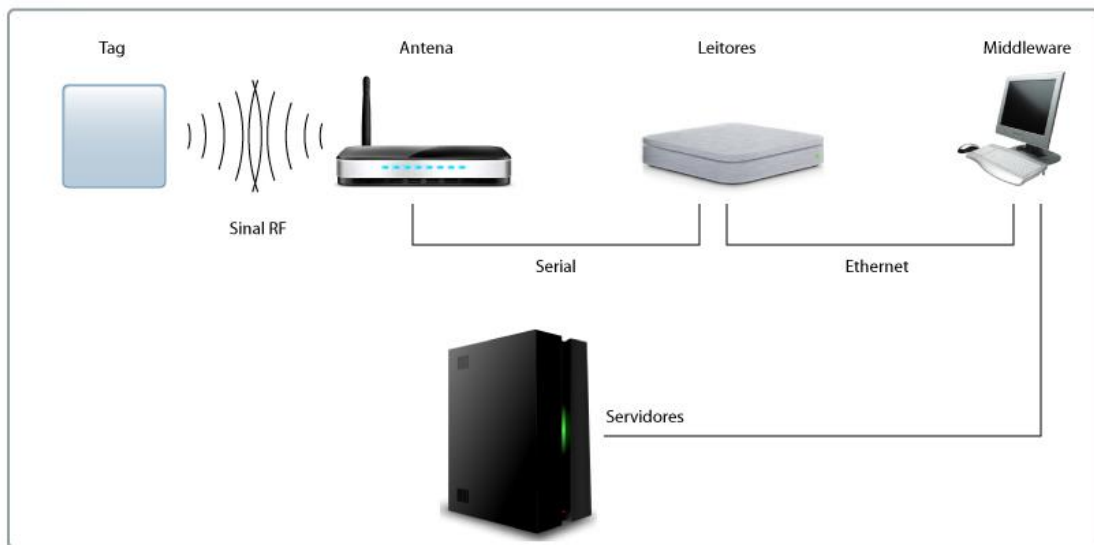 Tag
Antena
Leitores
Middleware
Sinal RF
Serial
Ethernet
Servidores